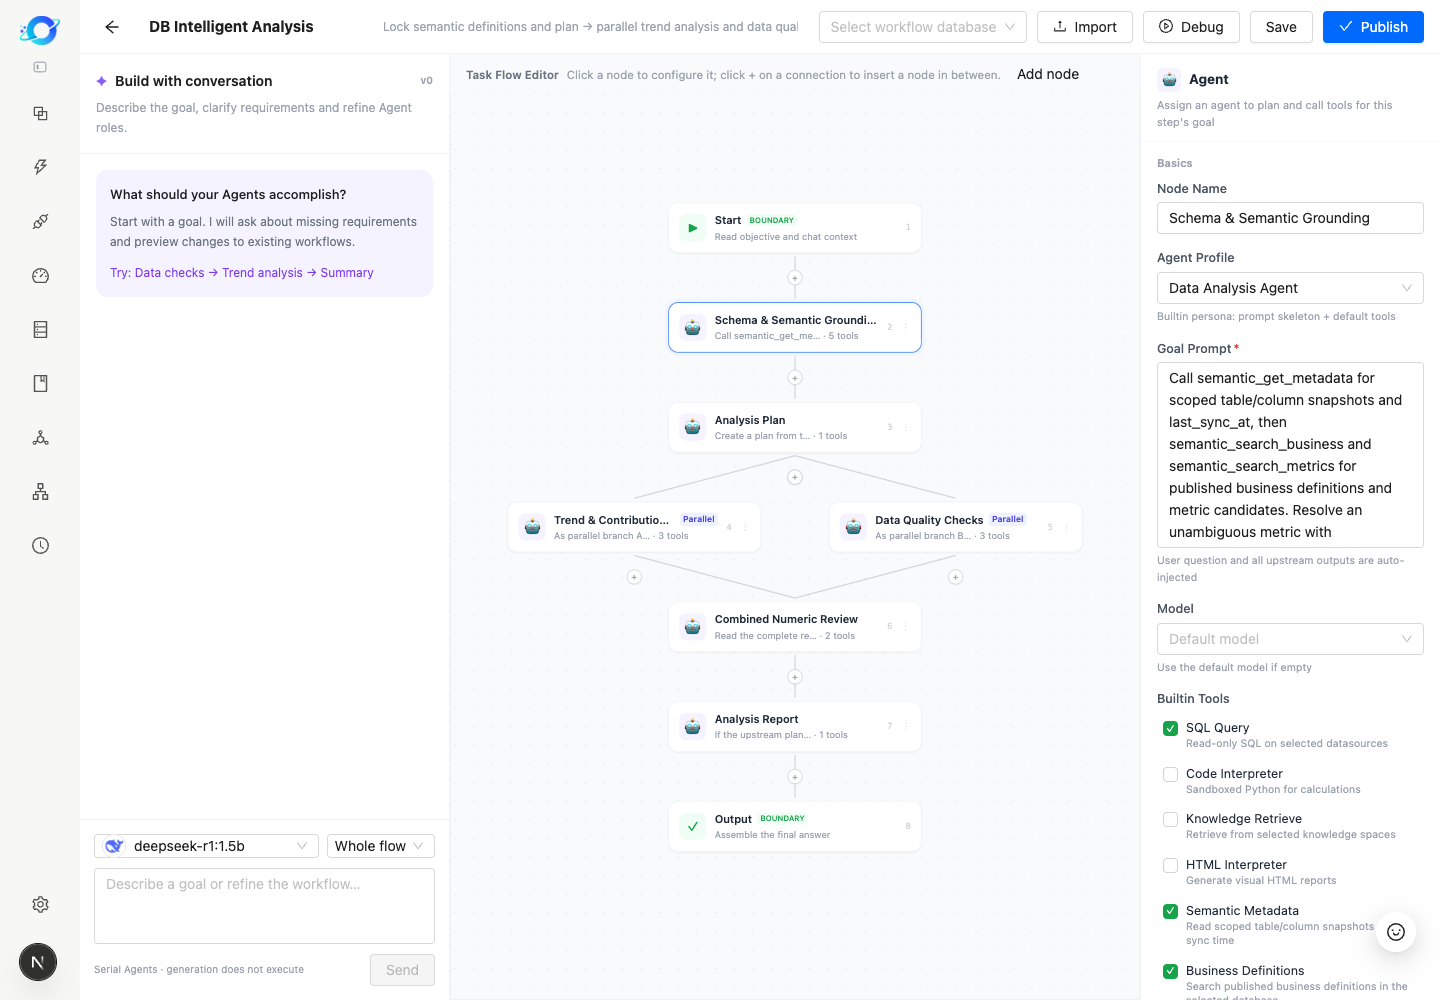 DB Intelligent Analysis
Lock semantic definitions and plan → parallel trend analysis and data qual
Select workflow database
Import
Debug
Save
Publish
Build with conversation
v0
Describe the goal, clarify requirements and refine Agent
roles.
What should your Agents accomplish?
Start with a goal. I will ask about missing requirements
and preview changes to existing workflows.
Try: Data checks → Trend analysis → Summary
deepseek-r1:1.5b
Whole flow
Describe a goal or refine the workflow...
Serial Agents · generation does not execute
Send
N
Task Flow Editor
Click a node to configure it; click + on a connection to insert a node in between.
Add node
Start
BOUNDARY
Read objective and chat context
1
Schema & Semantic Groundi...
Call semantic_get_me... · 5 tools
2
Analysis Plan
Create a plan from t... · 1 tools
3
Trend & Contributio...
Parallel
As parallel branch A... · 3 tools
4
Data Quality Checks
Parallel
As parallel branch B... · 3 tools
5
Combined Numeric Review
Read the complete re... · 2 tools
6
Analysis Report
If the upstream plan... · 1 tools
7
Output
BOUNDARY
Assemble the final answer
8
Agent
Assign an agent to plan and call tools for this
step's goal
Basics
Node Name
Schema & Semantic Grounding
Agent Profile
Data Analysis Agent
Builtin persona: prompt skeleton + default tools
Goal Prompt*
Call semantic_get_metadata for
scoped table/column snapshots and
last_sync_at, then
semantic_search_business and
semantic_search_metrics for
published business definitions and
metric candidates. Resolve an
unambiguous metric with
User question and all upstream outputs are auto-
injected
Model
Default model
Use the default model if empty
Builtin Tools
SQL Query
Read-only SQL on selected datasources
Code Interpreter
Sandboxed Python for calculations
Knowledge Retrieve
Retrieve from selected knowledge spaces
HTML Interpreter
Generate visual HTML reports
Semantic Metadata
Read scoped table/column snapshots
sync time
Business Definitions
Search published business definitions in the
selected database